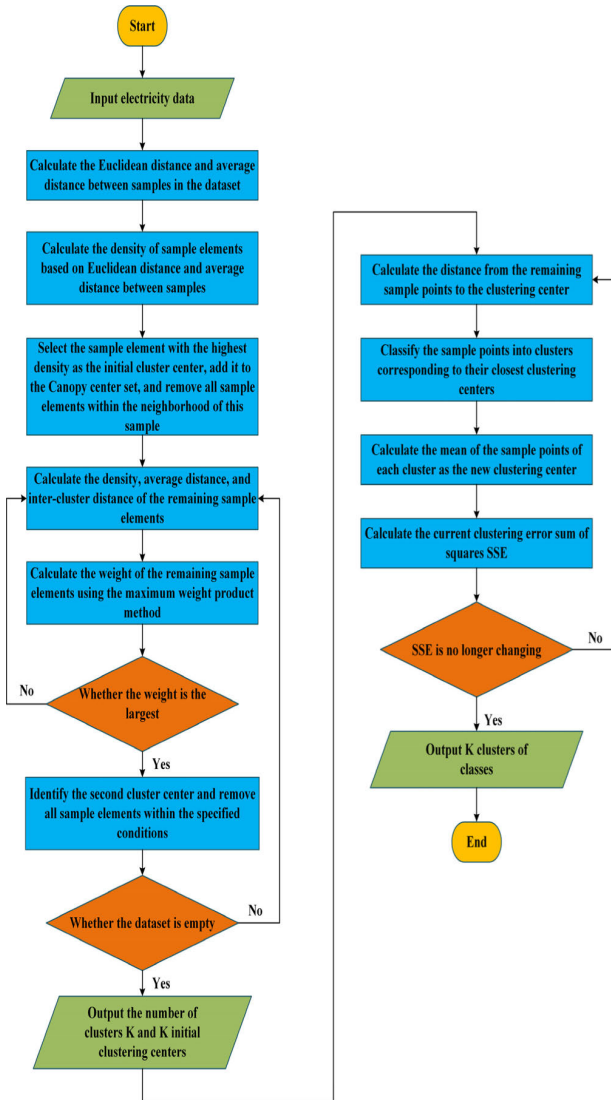 Start
Input electricity data
Calculate the Euclidean distance and average
distance between samples in the dataset
Calculate the density of sample elements
based on Euclidean distance and average
distance between samples
Select the sample element with the highest
density as the initial cluster center, add it to
the Canopy center set, and remove all sample
elements within the neighborhood of this
sample
Calculate the density, average distance, and
inter-cluster distance of the remaining sample
elements
Calculate the weight of the remaining sample
elements using the maximum weight product
method
No
Whether the weight is the
largest
Yes
Identify the second cluster center and remove
all sample elements within the specified
conditions
Whether the dataset is empty
No
Yes
Output the number of
clusters K and K initial
clustering centers
Calculate the distance from the remaining
sample points to the clustering center
Classify the sample points into clusters
corresponding to their closest clustering
centers
Calculate the mean of the sample points of
each cluster as the new clustering center
Calculate the current clustering error sum of
squares SSE
SSE is no longer changing
No
Yes
Output K clusters of
classes
End